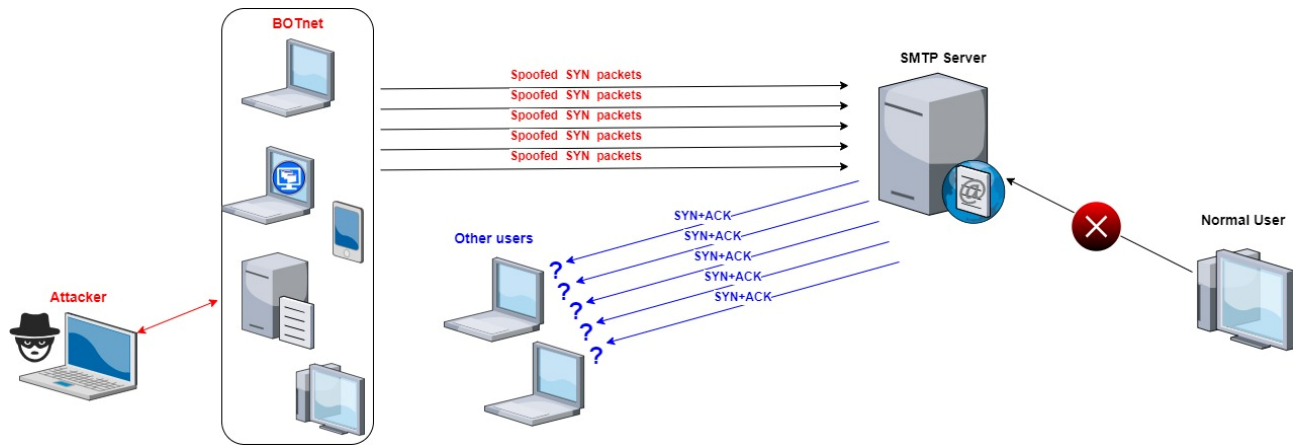 BOTnet
SMTP Server
Spoofed SYN packets
Spoofed SYN packets
Spoofed SYN packets
Spoofed SYN packets
Spoofed SYN packets
SYN+ACK
SYN+ACK
SYN+ACK
SYN+ACK
SYN+ACK
Other users
?
?
?
?
?
Normal User
Attacker
@